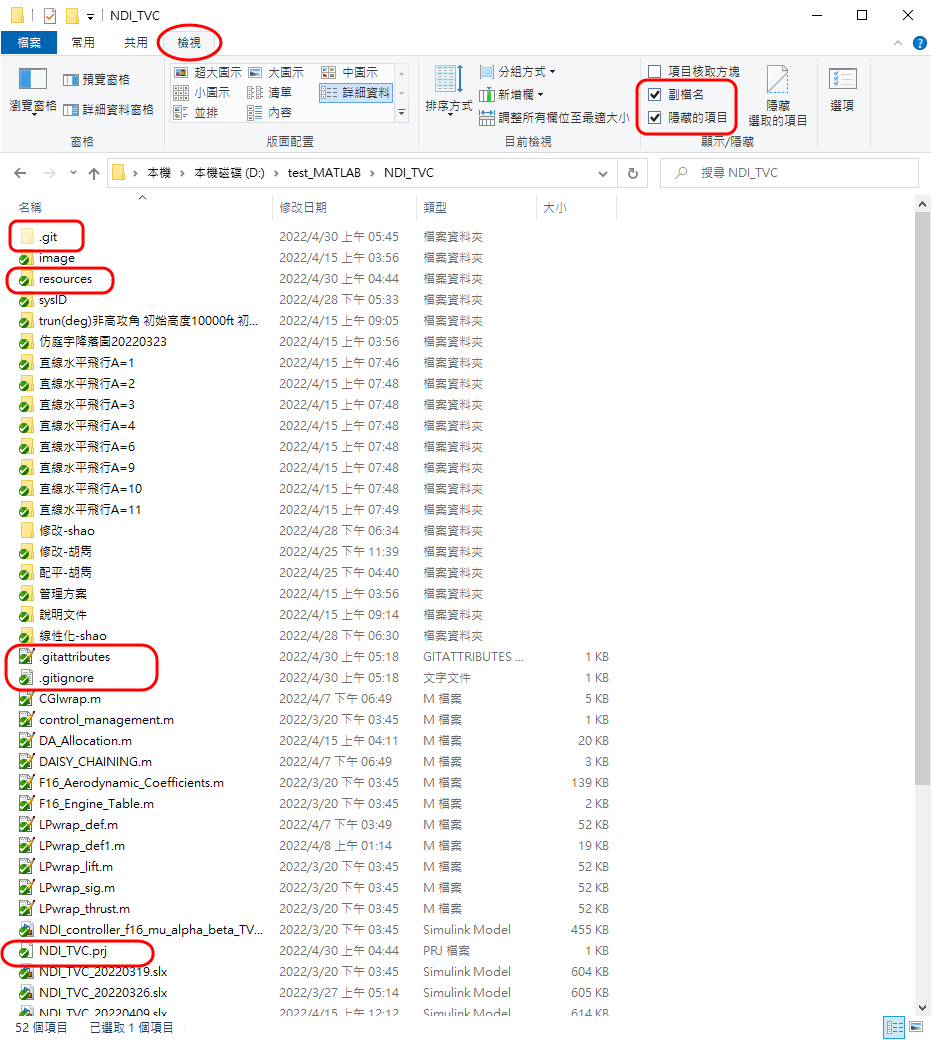 NDI_TVC
檔案 常用 共用 檢視
瀏覽窗格 預覽窗格 詳細資料窗格 窗格
超大圖示 大圖示 中圖示
小圖示 清單 詳細資料
並排 內容
版面配置
排序方式 分組方式 新增欄 調整所有欄位至最適大小
目前檢視
項目核取方塊
副檔名
隱藏的項目
隱藏
選取的項目
顯示/隱藏
選項
本機 本機磁碟 (D:) test_MATLAB NDI_TVC 搜尋 NDI_TVC
名稱 修改日期 類型 大小
.git 2022/4/30 上午 05:45 檔案資料夾
image 2022/4/15 上午 03:56 檔案資料夾
resources 2022/4/30 上午 04:44 檔案資料夾
sysID 2022/4/28 下午 05:33 檔案資料夾
trun(deg)非高攻角 初始高度10000ft 初... 2022/4/15 上午 09:05 檔案資料夾
仿庭宇降落圖20220323 2022/4/15 上午 03:56 檔案資料夾
直線水平飛行A=1 2022/4/15 上午 07:46 檔案資料夾
直線水平飛行A=2 2022/4/15 上午 07:48 檔案資料夾
直線水平飛行A=3 2022/4/15 上午 07:48 檔案資料夾
直線水平飛行A=4 2022/4/15 上午 07:48 檔案資料夾
直線水平飛行A=6 2022/4/15 上午 07:48 檔案資料夾
直線水平飛行A=9 2022/4/15 上午 07:48 檔案資料夾
直線水平飛行A=10 2022/4/15 上午 07:48 檔案資料夾
直線水平飛行A=11 2022/4/15 上午 07:49 檔案資料夾
修改-shao 2022/4/28 下午 06:34 檔案資料夾
修改-胡雋 2022/4/25 下午 11:39 檔案資料夾
配平-胡雋 2022/4/25 下午 04:40 檔案資料夾
管理方案 2022/4/15 上午 03:56 檔案資料夾
說明文件 2022/4/15 上午 09:14 檔案資料夾
線性化-shao 2022/4/28 下午 06:30 檔案資料夾
.gitattributes 2022/4/30 上午 05:18 GITATTRIBUTES ... 1 KB
.gitignore 2022/4/30 上午 05:18 文字文件 1 KB
CGIwrap.m 2022/4/7 下午 06:49 M 檔案 5 KB
control_management.m 2022/3/20 下午 03:45 M 檔案 1 KB
DA_Allocation.m 2022/4/15 上午 04:11 M 檔案 20 KB
DAISY_CHAINING.m 2022/4/7 下午 06:49 M 檔案 3 KB
F16_Aerodynamic_Coefficients.m 2022/3/20 下午 03:45 M 檔案 139 KB
F16_Engine_Table.m 2022/3/20 下午 03:45 M 檔案 2 KB
LPwrap_def.m 2022/4/7 下午 03:49 M 檔案 52 KB
LPwrap_def1.m 2022/4/8 上午 01:14 M 檔案 19 KB
LPwrap_lift.m 2022/3/20 下午 03:45 M 檔案 52 KB
LPwrap_sig.m 2022/3/20 下午 03:45 M 檔案 52 KB
LPwrap_thrust.m 2022/3/20 下午 03:45 M 檔案 52 KB
NDI_controller_f16_mu_alpha_beta_TV... 2022/3/20 下午 03:45 Simulink Model 455 KB
NDI_TVC.prj 2022/4/30 上午 04:44 PRJ 檔案 1 KB
NDI_TVC_20220319.slx 2022/3/20 下午 03:45 Simulink Model 604 KB
NDI_TVC_20220326.slx 2022/3/27 上午 05:14 Simulink Model 605 KB
NDI_TVC_20220409.slx 2022/4/15 上午 12:12 Simulink Model 614 KB
52 個項目 已選取 1 個項目